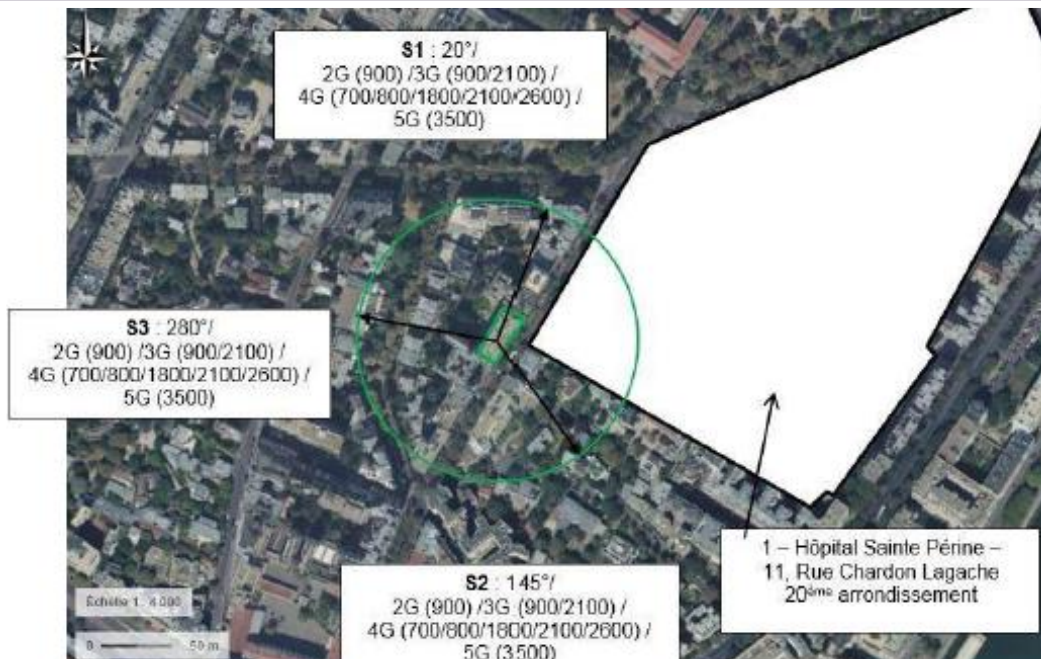 S1 : 20°/
2G (900) /3G (900/2100) /
4G (700/800/1800/2100/2600) /
5G (3500)
S3 : 280°/
2G (900) /3G (900/2100) /
4G (700/800/1800/2100/2600) /
5G (3500)
S2 : 145°/
2G (900) /3G (900/2100) /
4G (700/800/1800/2100/2600) /
5G (3500)
1 – Hôpital Sainte Périne –
11, Rue Chardon Lagache
20ème arrondissement
Échelle 1 : 4 000
0 50 m